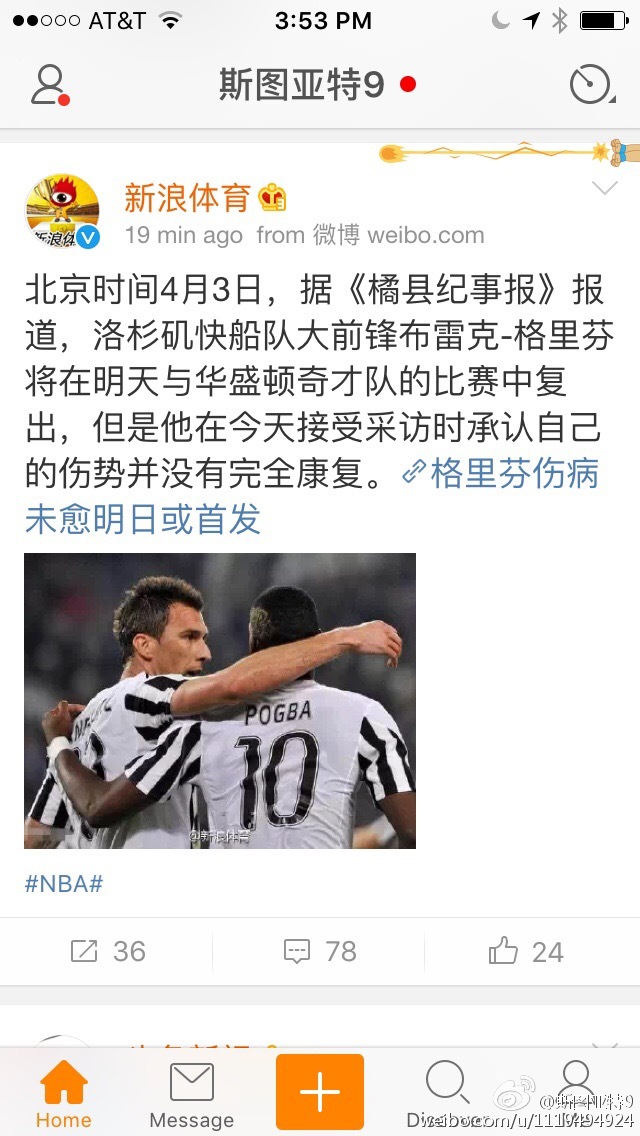 AT&T 3:53 PM
斯图亚特9
新浪体育
19 min ago from 微博 weibo.com
北京时间4月3日，据《橘县纪事报》报
道，洛杉矶快船队大前锋布雷克-格里芬
将在明天与华盛顿奇才队的比赛中复
出，但是他在今天接受采访时承认自己
的伤势并没有完全康复。格里芬伤病
未愈明日或首发
POGBA
10
@新浪体育
#NBA#
36 78 24
Home Message
weibo.com/u/1119494924